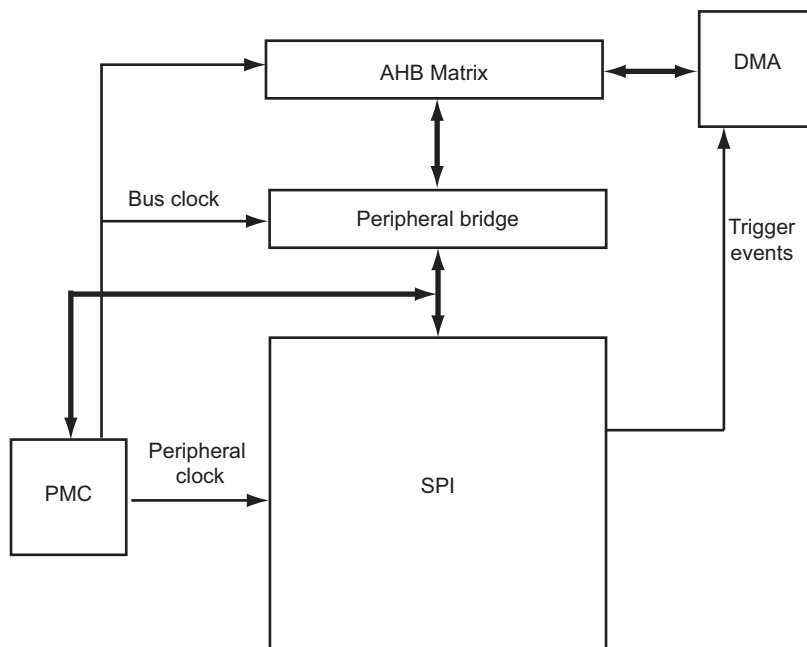 AHB Matrix
DMA
Bus clock
Peripheral bridge
Trigger
events
Peripheral
clock
PMC
SPI